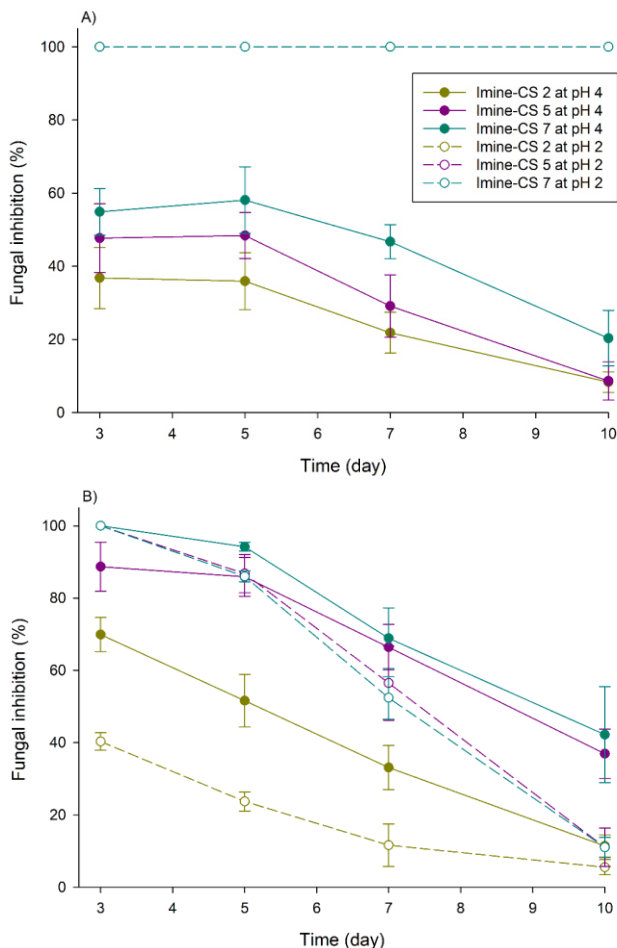 A)
100
80
60
40
20
0
Fungal inhibition (%)
Imine-CS 2 at pH 4
Imine-CS 5 at pH 4
Imine-CS 7 at pH 4
Imine-CS 2 at pH 2
Imine-CS 5 at pH 2
Imine-CS 7 at pH 2
3 4 5 6 7 8 9 10
Time (day)
B)
100
80
60
40
20
0
Fungal inhibition (%)
3 4 5 6 7 8 9 10
Time (day)